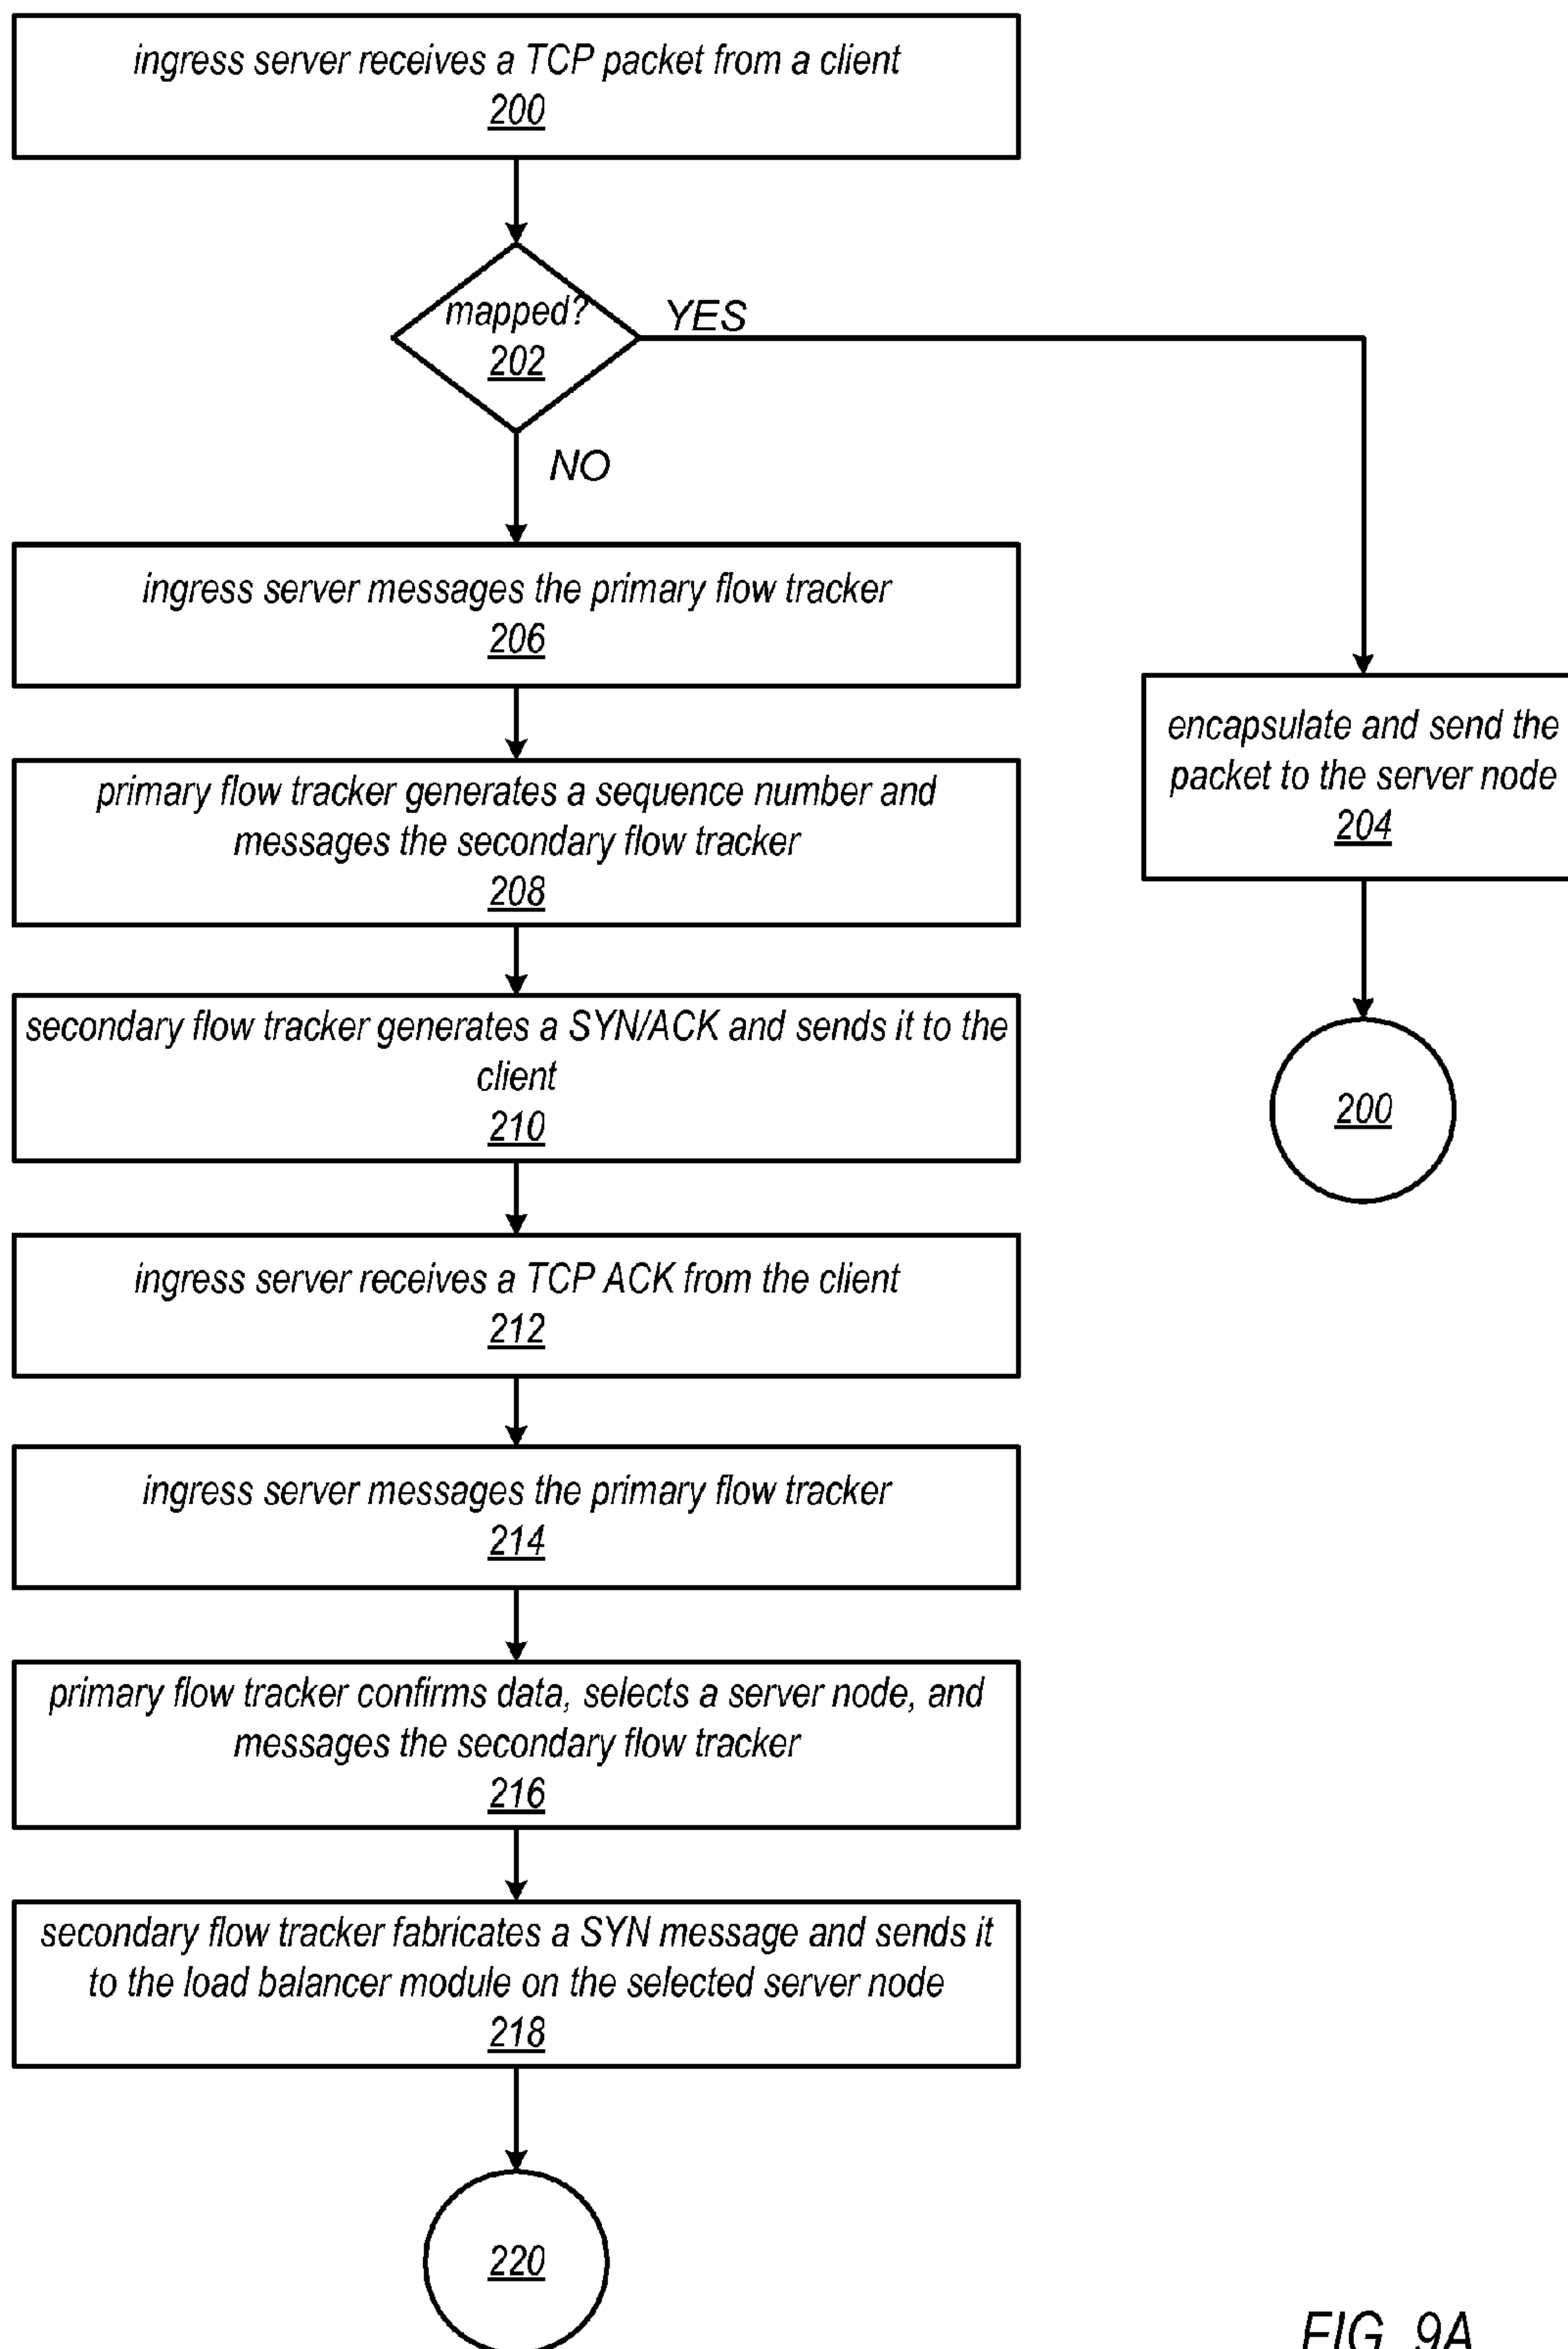 ingress server receives a TCP packet from a client
200
mapped?
202
YES
NO
ingress server messages the primary flow tracker
206
primary flow tracker generates a sequence number and
messages the secondary flow tracker
208
encapsulate and send the
packet to the server node
204
secondary flow tracker generates a SYN/ACK and sends it to the
client
210
200
ingress server receives a TCP ACK from the client
212
ingress server messages the primary flow tracker
214
primary flow tracker confirms data, selects a server node, and
messages the secondary flow tracker
216
secondary flow tracker fabricates a SYN message and sends it
to the load balancer module on the selected server node
218
220
FIG. 9A